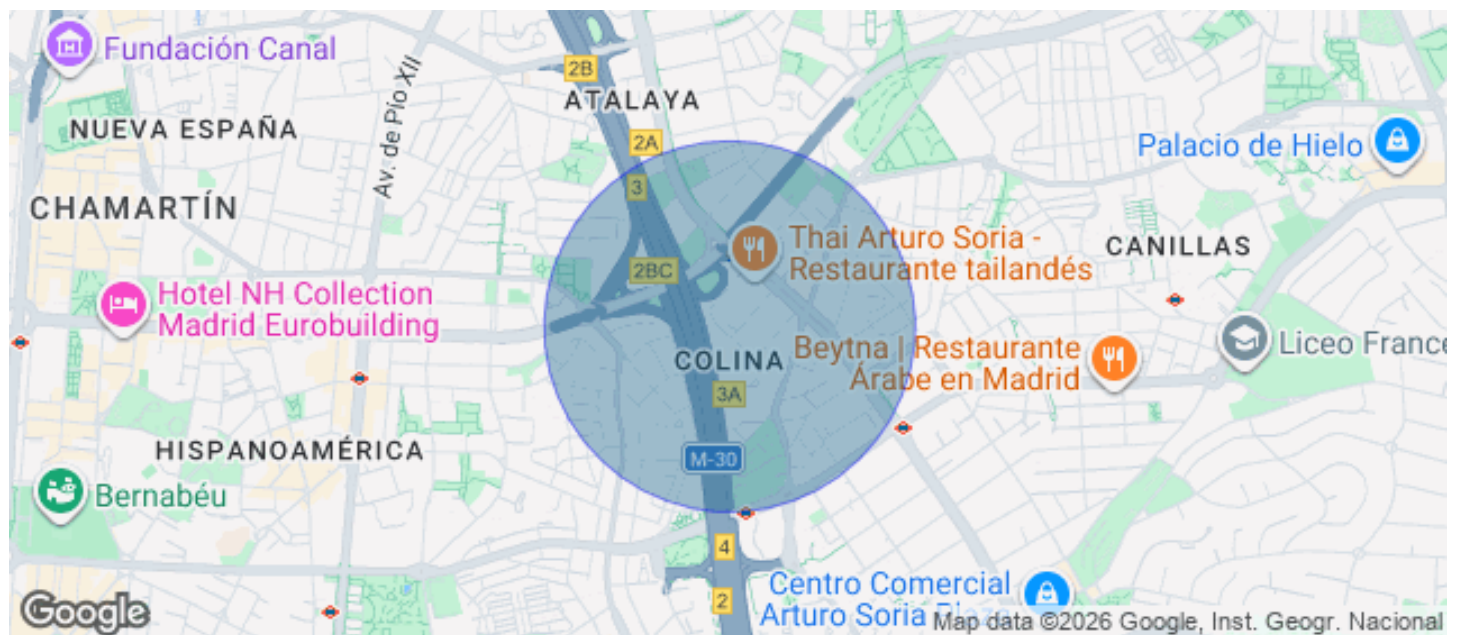 Fundación Canal
2B
ATALAYA
Av. de Pío XII
NUEVA ESPAÑA
2A
Palacio de Hielo
3
CHAMARTÍN
Thai Arturo Soria -
Restaurante tailandés
CANILLAS
2BC
Hotel NH Collection
Madrid Eurobuilding
Liceo France
COLINA
Beytna | Restaurante
Árabe en Madrid
3A
HISPANOAMÉRICA
M-30
Bernabéu
4
Centro Comercial
Arturo Soria Plaza
2
Google
Map data ©2026 Google, Inst. Geogr. Nacional